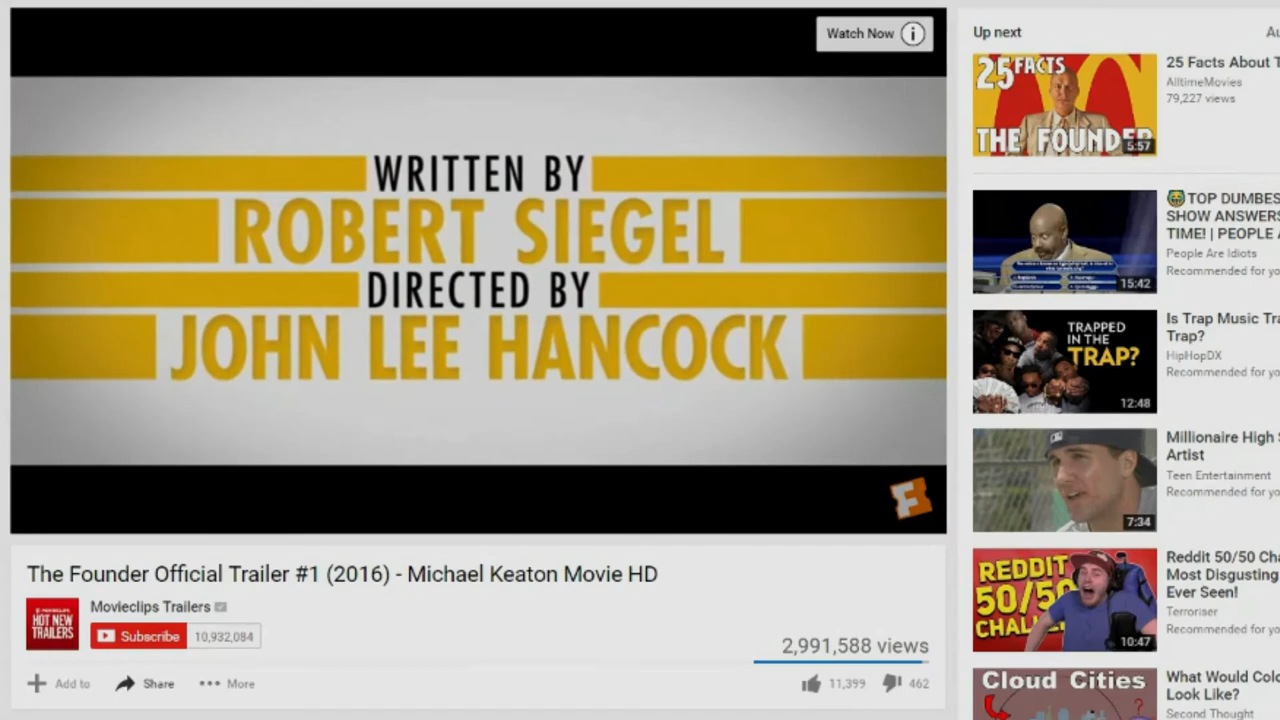 Watch Now
WRITTEN BY
ROBERT SIEGEL
DIRECTED BY
JOHN LEE HANCOCK
The Founder Official Trailer #1 (2016) - Michael Keaton Movie HD
HOT NEW
TRAILERS
Movieclips Trailers
Subscribe 10,932,084
2,991,588 views
Add to Share More
11,399 462
Up next
25 FACTS
THE FOUNDER
5:57
25 Facts About T
AlltimeMovies
79,227 views
15:42
TOP DUMBES
SHOW ANSWERS
TIME! | PEOPLE A
People Are Idiots
Recommended for yo
TRAPPED
IN THE
TRAP?
12:48
Is Trap Music Tra
Trap?
HipHopDX
Recommended for yo
7:34
Millionaire High S
Artist
Teen Entertainment
Recommended for yo
REDDIT
50/50
CHALLE
10:47
Reddit 50/50 Cha
Most Disgusting
Ever Seen!
Terroriser
Recommended for yo
Cloud Cities
?
What Would Colo
Look Like?
Second Thought